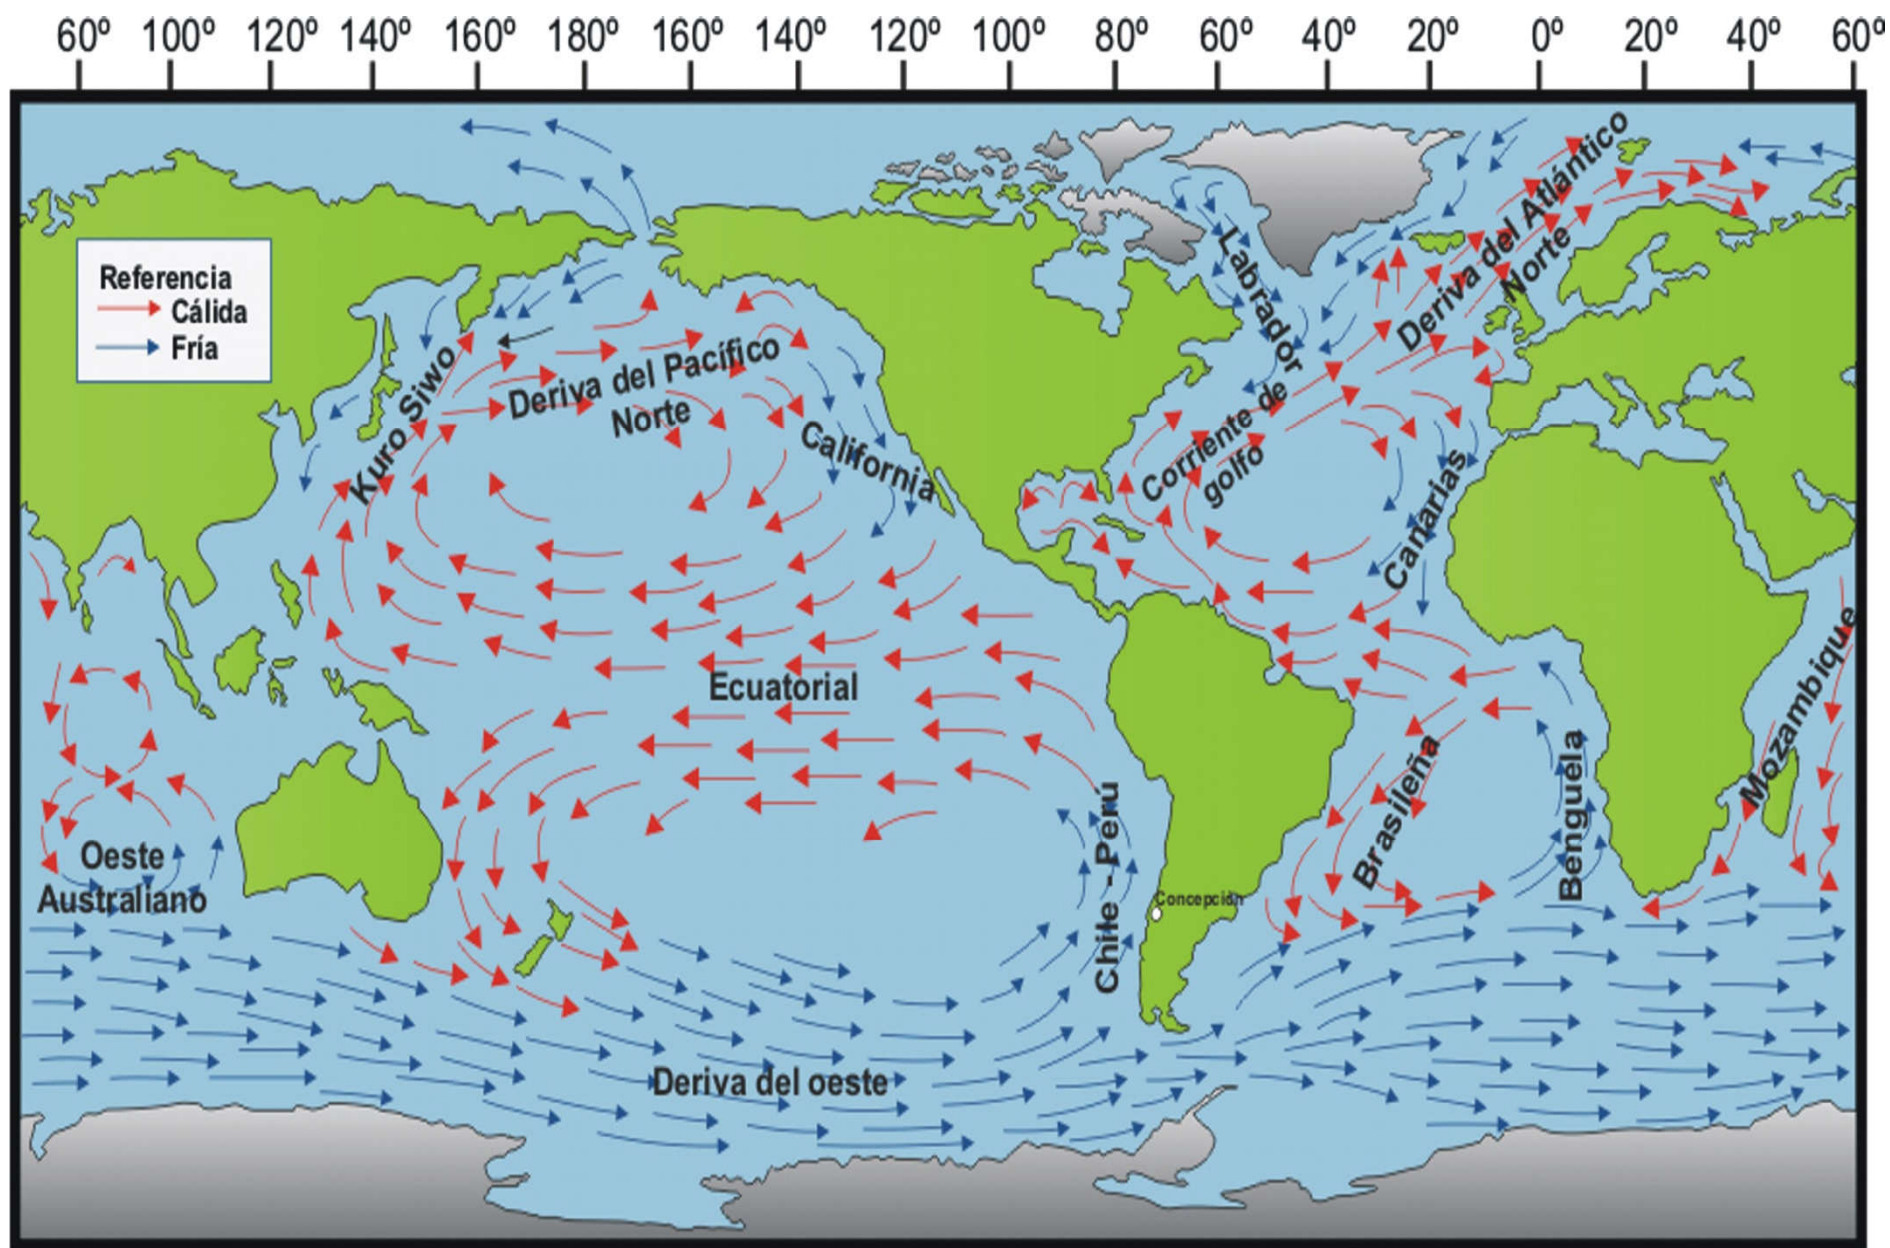 60º 100º 120º 140º 160º 180º 160º 140º 120º 100º 80º 60º 40º 20º 0º 20º 40º 60º
Referencia
Cálida
Fría
Kuro Siwo
Deriva del Pacífico
Norte
California
Labrador
Corriente de
golfo
Deriva del Atlántico
Norte
Canarias
Ecuatorial
Oeste
Australiano
Chile - Perú
Concepción
Brasileña
Benguela
Mozambique
Deriva del oeste